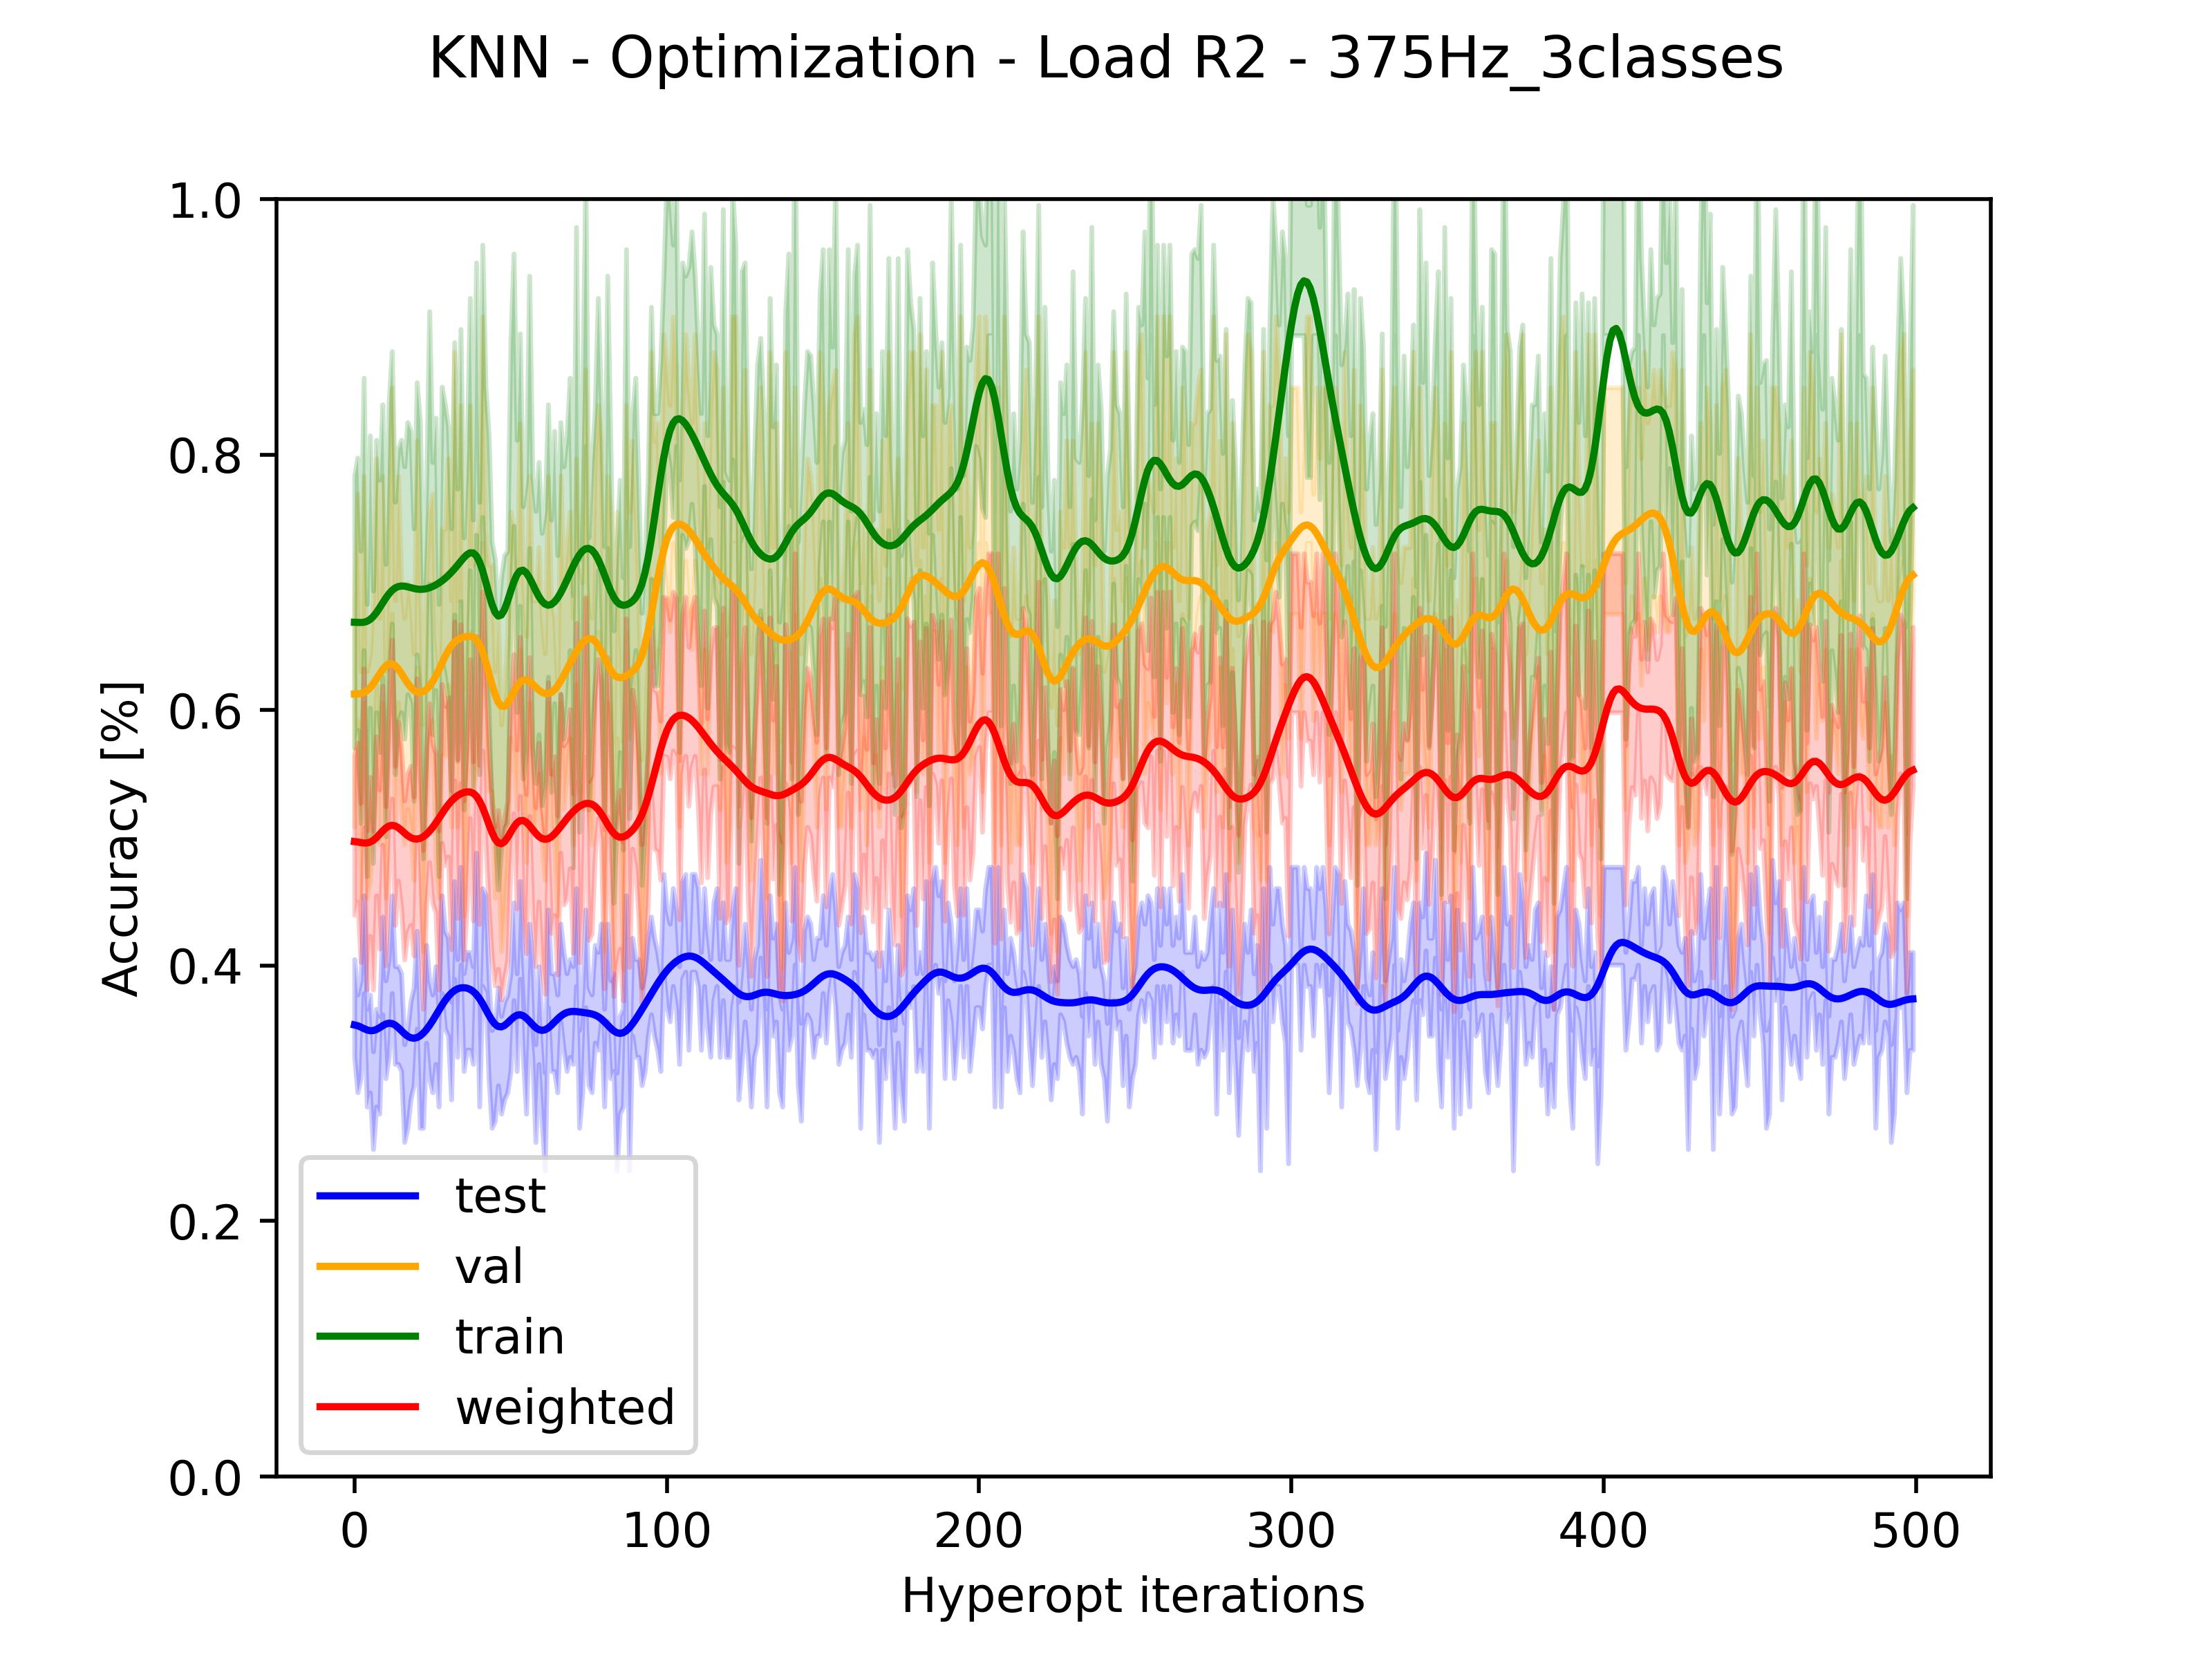 KNN - Optimization - Load R2 - 375Hz_3classes
1.0
0.8
0.6
0.4
0.2
0.0
Accuracy [%]
test
val
train
weighted
0 100 200 300 400 500
Hyperopt iterations